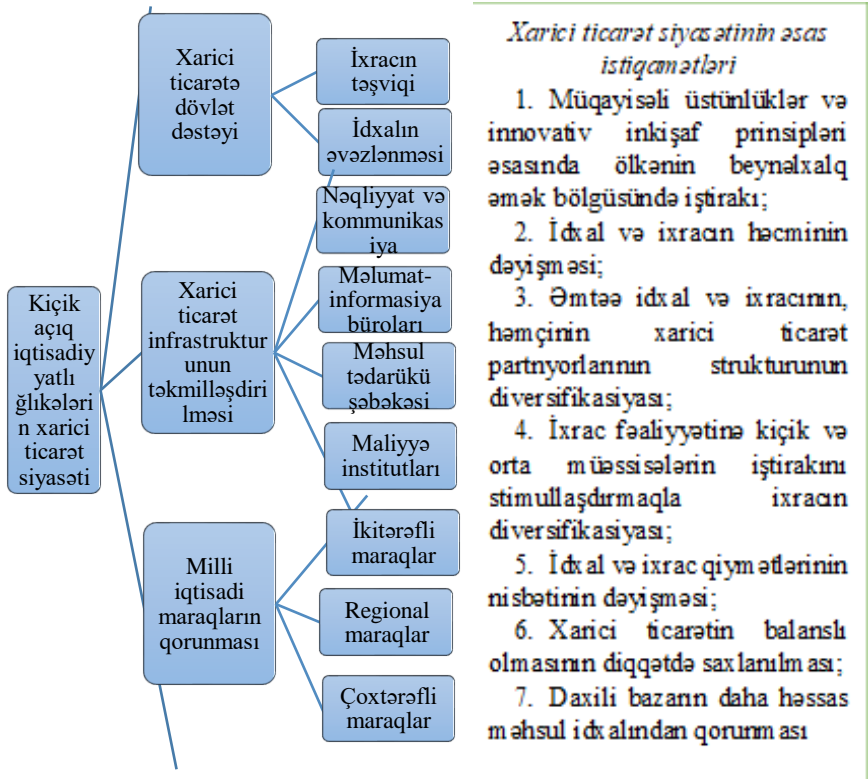 Kiçik
açıq
iqtisadiy
yatlı
ğlıkələri
n xarici
ticarət
siyasəti
Xarici
ticarətə
dövlət
dəstəyi
İxracın
təşviqi
İdxalın
əvəzlənməsi
Xarici
ticarət
infrastruktur
unun
təkmilləşdiri
lməsi
Nəqliyyat və
kommunikas
iya
Məlumat-
informasiya
büroları
Məhsul
tədarükü
şəbəkəsi
Maliyyə
institutları
Milli
iqtisadi
maraqların
qorunması
İkitərəfli
maraqlar
Regional
maraqlar
Çoxtərəfli
maraqlar
Xarici ticarət siyasətinin əsas
istiqamətləri
1. Müqayisəli üstünlüklər və
innovativ inkişaf prinsipləri
əsasında ölkənin beynəlxalq
əmək bölgüsündə iştirakı;
2. İdxal və ixracın həcminin
dəyişməsi;
3. Əmtəə idxal və ixracının,
həmçinin xarici ticarət
partnyorlarının strukturunun
diversifikasiyası;
4. İxrac fəaliyyətinə kiçik və
orta müəssisələrin iştirakını
stimullaşdırmaqla ixracın
diversifikasiyası;
5. İdxal və ixrac qiymətlərinin
nisbətinin dəyişməsi;
6. Xarici ticarətin balanslı
olmasının diqqətdə saxlanılması;
7. Daxili bazarın daha həssas
məhsul idxalından qorunması